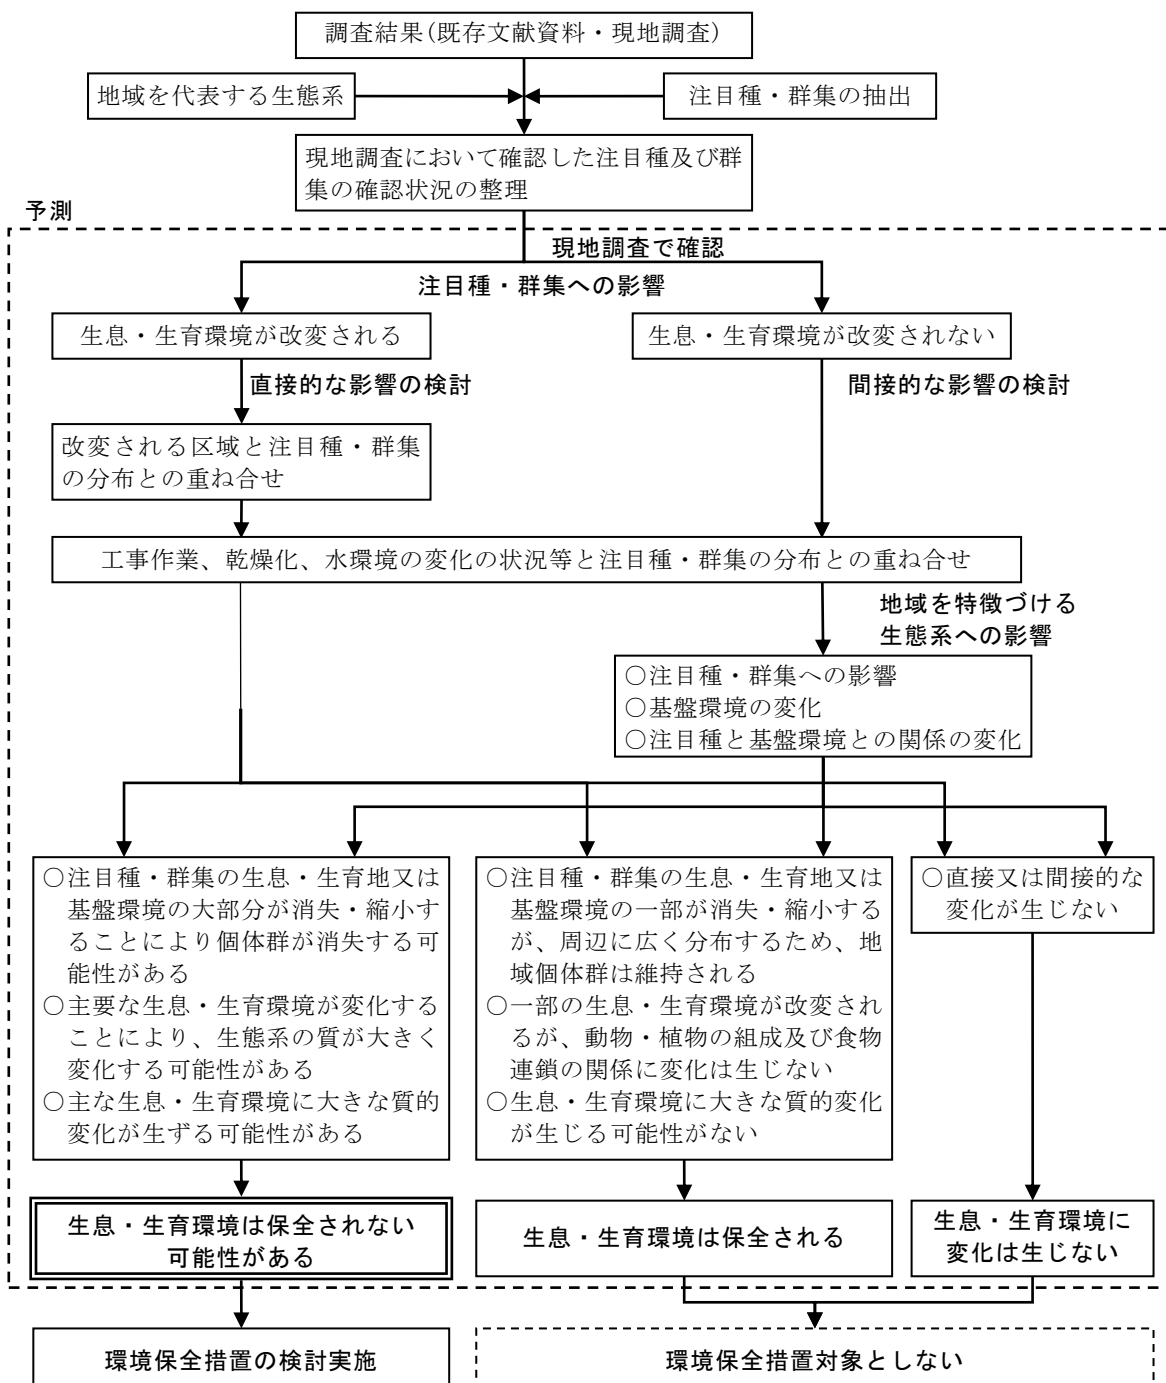 調査結果(既存文献資料・現地調査)
地域を代表する生態系
注目種・群集の抽出
現地調査において確認した注目種及び群
集の確認状況の整理
予測
現地調査で確認
注目種・群集への影響
生息・生育環境が改変される
生息・生育環境が改変されない
直接的な影響の検討
間接的な影響の検討
改変される区域と注目種・群集
の分布との重ね合せ
工事作業、乾燥化、水環境の変化の状況等と注目種・群集の分布との重ね合せ
地域を特徴づける
生態系への影響
○注目種・群集への影響
○基盤環境の変化
○注目種と基盤環境との関係の変化
○注目種・群集の生息・生育地又は
基盤環境の大部分が消失・縮小す
ることにより個体群が消失する可
能性がある
○主要な生息・生育環境が変化する
ことにより、生態系の質が大きく
変化する可能性がある
○主な生息・生育環境に大きな質的
変化が生ずる可能性がある
○注目種・群集の生息・生育地又は
基盤環境の一部が消失・縮小する
が、周辺に広く分布するため、地
域個体群は維持される
○一部の生息・生育環境が改変され
るが、動物・植物の組成及び食物
連鎖の関係に変化は生じない
○生息・生育環境に大きな質的変化
が生じる可能性がない
○直接又は間接的な
変化が生じない
生息・生育環境は保全されない
可能性がある
生息・生育環境は保全される
生息・生育環境に
変化は生じない
環境保全措置の検討実施
環境保全措置対象としない